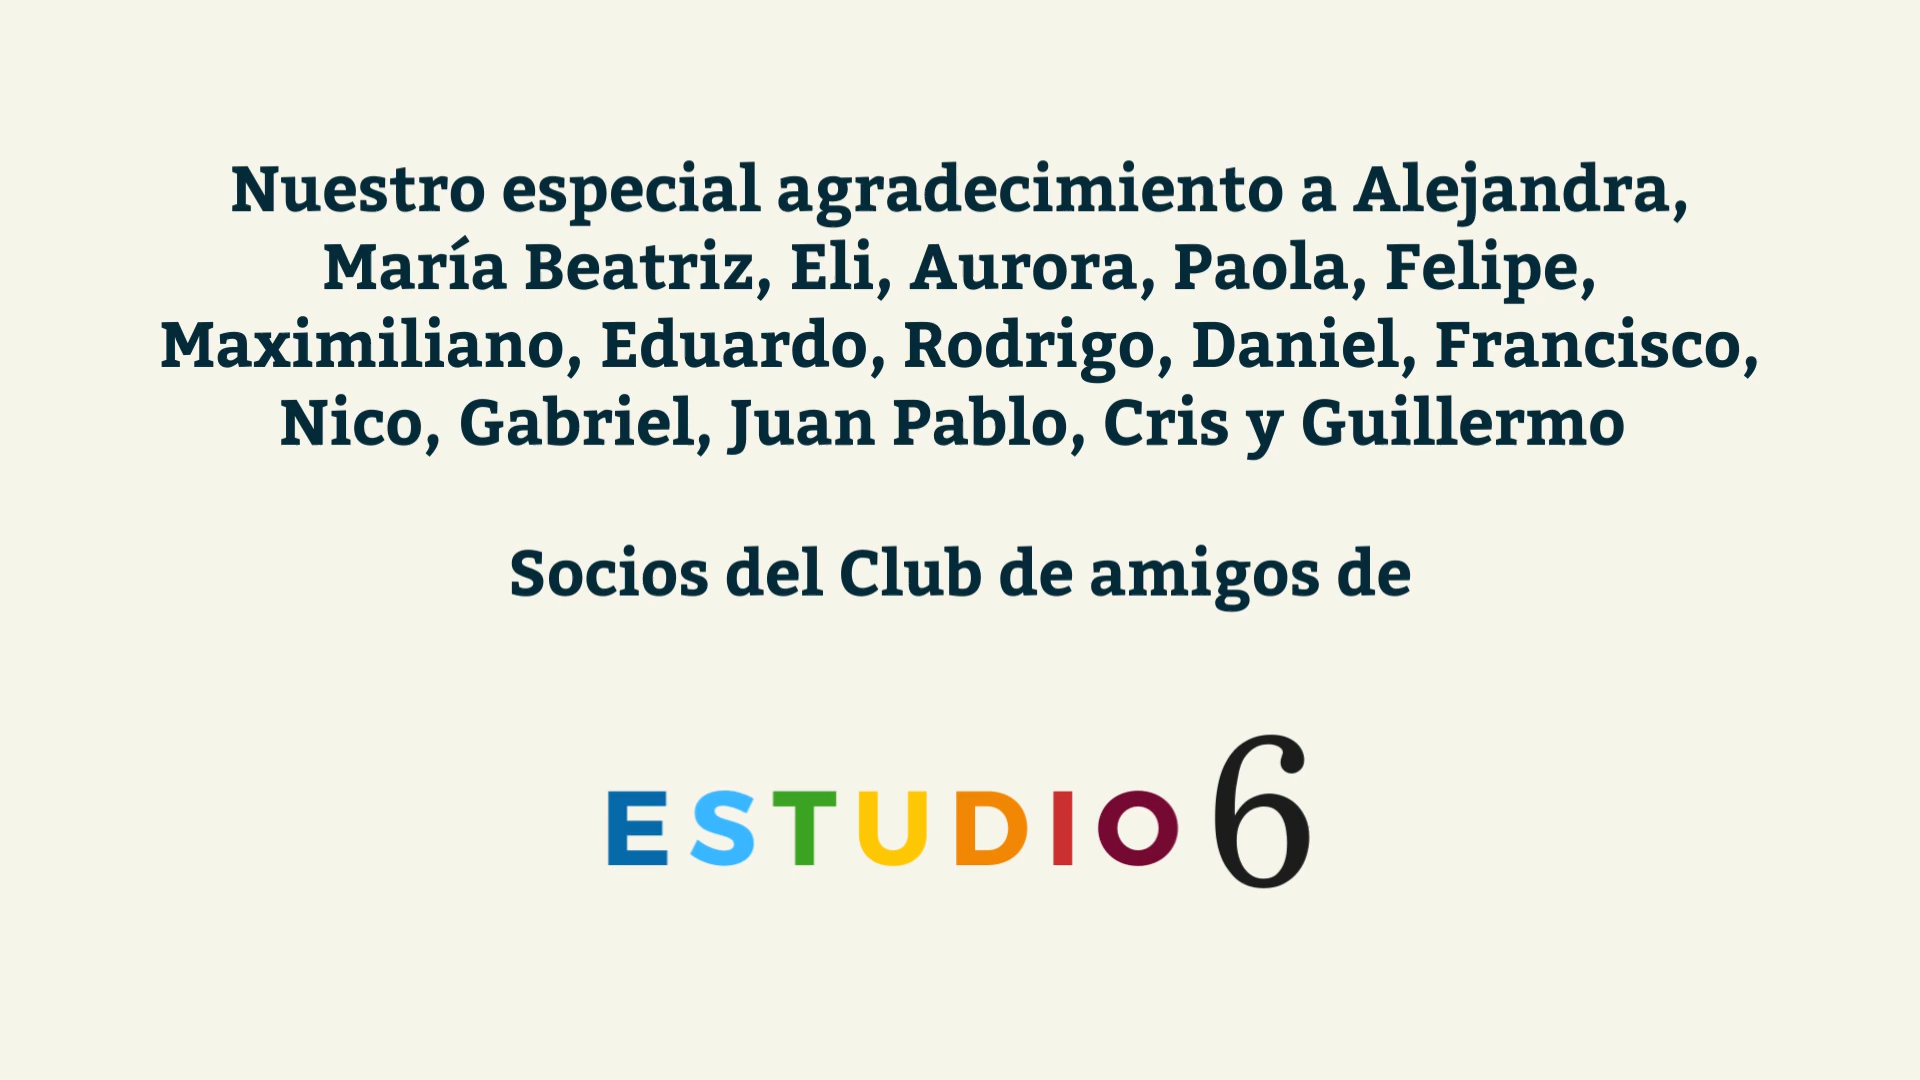 Nuestro especial agradecimiento a Alejandra,
María Beatriz, Eli, Aurora, Paola, Felipe,
Maximiliano, Eduardo, Rodrigo, Daniel, Francisco,
Nico, Gabriel, Juan Pablo, Cris y Guillermo
Socios del Club de amigos de
ESTUDIO 6